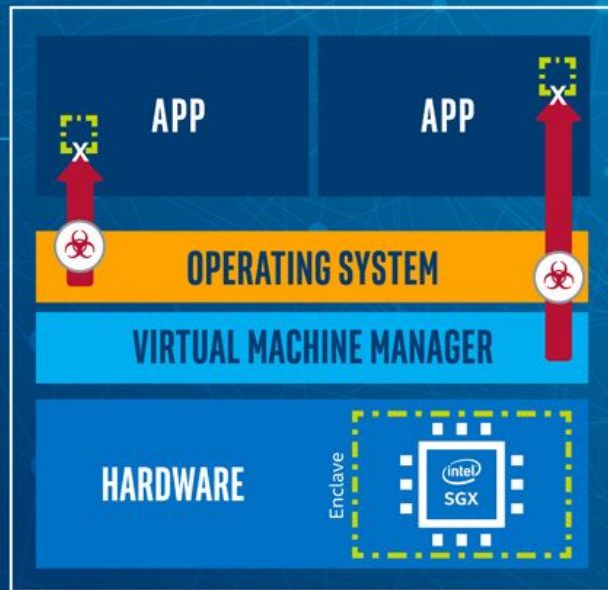 APP
APP
X
X
OPERATING SYSTEM
VIRTUAL MACHINE MANAGER
HARDWARE
Enclave
intel
SGX